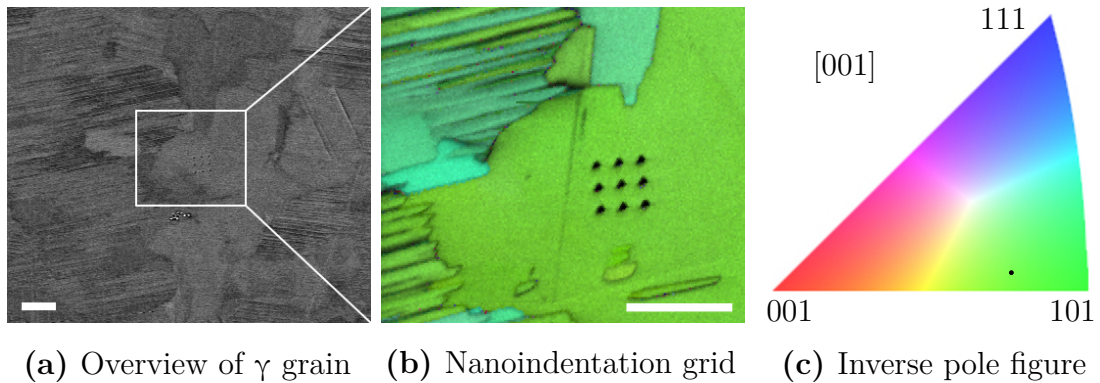 111
[001]
001
101
(a) Overview of γ grain
(b) Nanoindentation grid
(c) Inverse pole figure